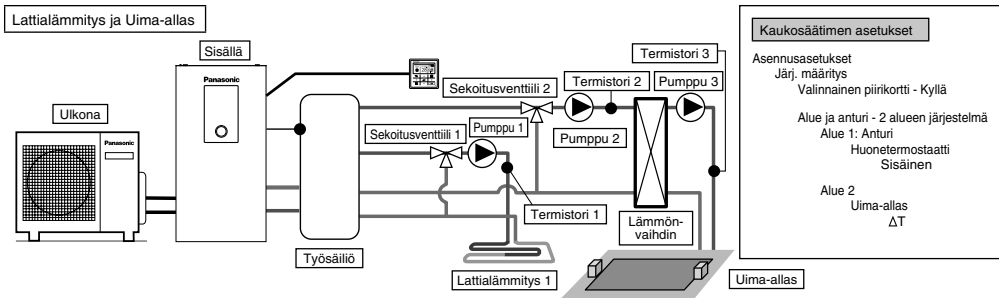 Lattialämmitys ja Uima-allas
Sisällä
Panasonic
Ulkona
Panasonic
Sekoitusventtiili 1
Pumppu 1
Sekoitusventtiili 2
Termistori 2
Pumppu 2
Termistori 3
Pumppu 3
Termistori 1
Työsäiliö
Lattialämmitys 1
Lämmön-
vaihdin
Uima-allas
Kaukosäätimen asetukset
Asennusasetukset
Järj. määritys
Valinnainen piirikortti - Kyllä
Alue ja anturi - 2 alueen järjestelmä
Alue 1: Anturi
Huonetermostaatti
Sisäinen
Alue 2
Uima-allas
ΔT